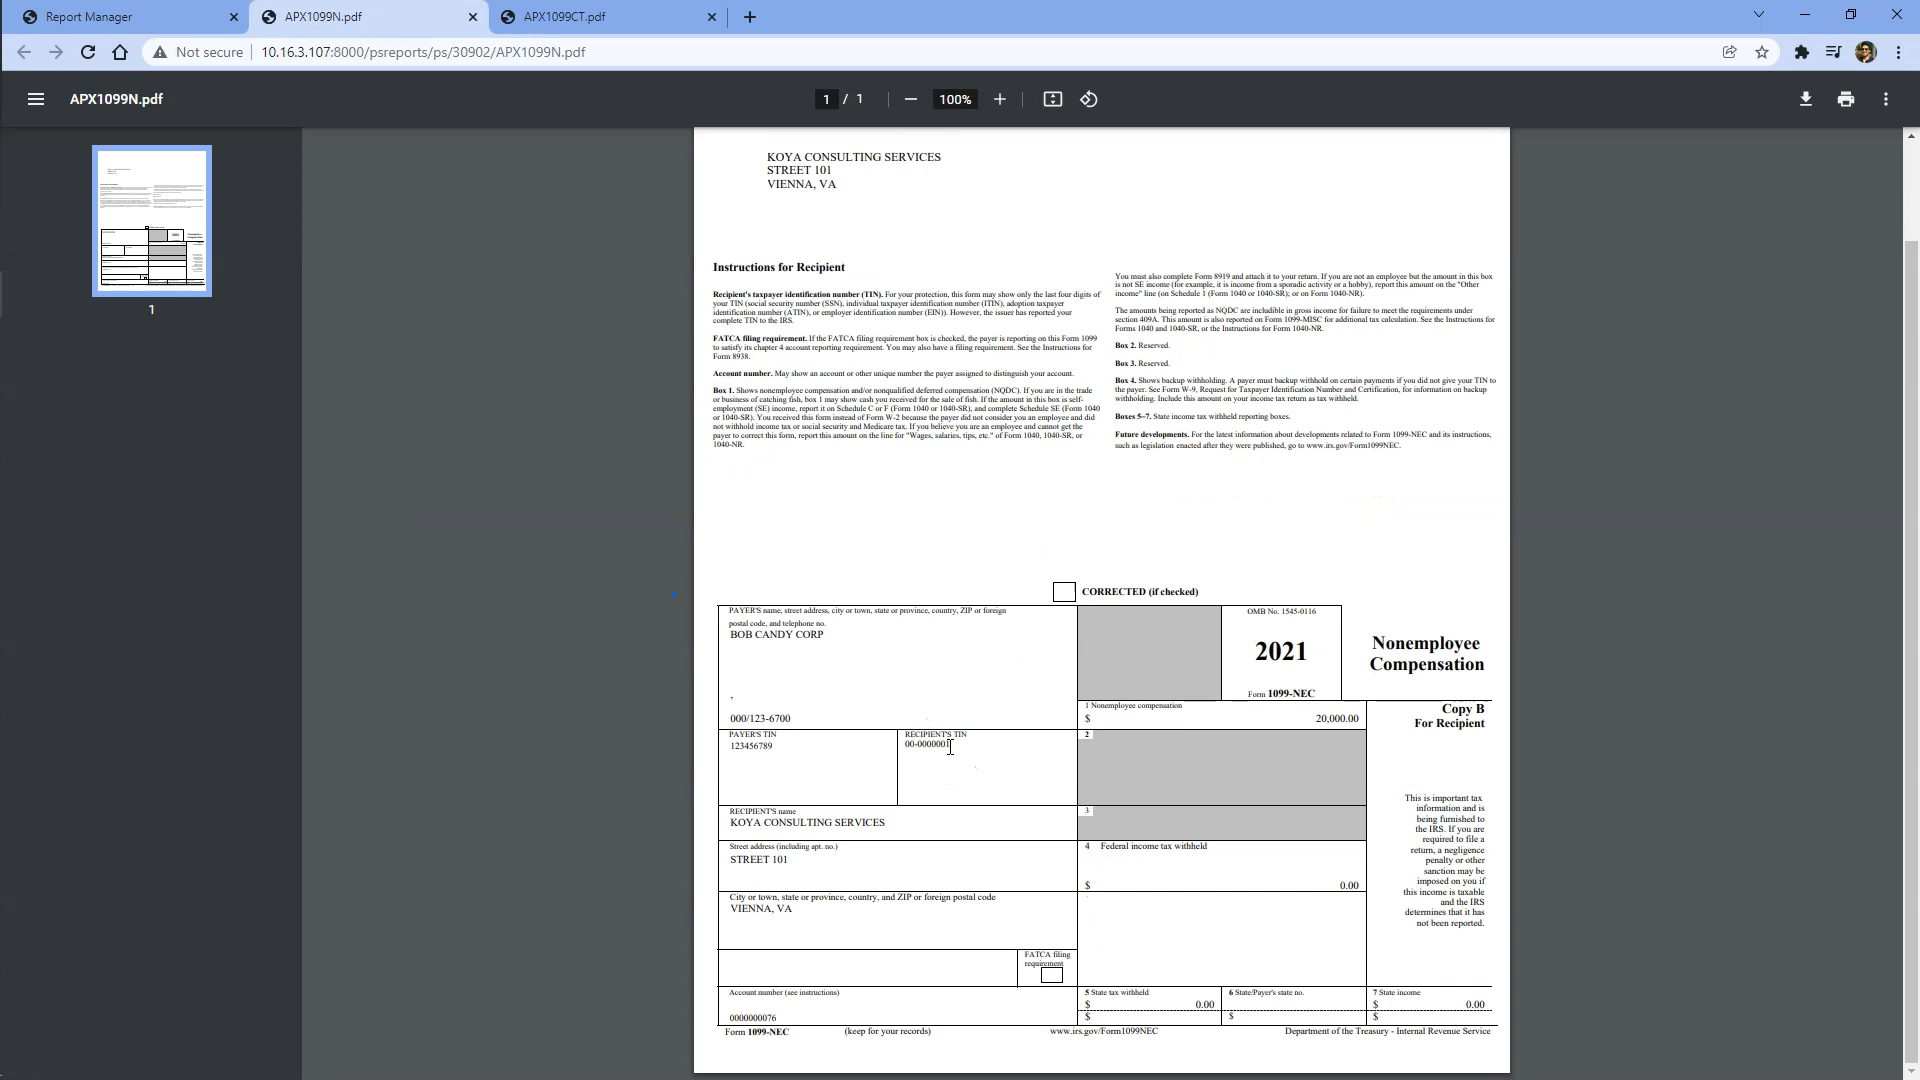 Report Manager
APX1099N.pdf
APX1099CT.pdf
Not secure
10.16.3.107:8000/psreports/ps/30902/APX1099N.pdf
APX1099N.pdf
1 / 1
100%
1
KOYA CONSULTING SERVICES
STREET 101
VIENNA, VA
Instructions for Recipient
Recipient's taxpayer identification number (TIN). For your protection, this form may show only the last four digits of
your TIN (social security number (SSN), individual taxpayer identification number (ITIN), adoption taxpayer
identification number (ATIN), or employer identification number (EIN)). However, the issuer has reported your
complete TIN to the IRS.
FATCA filing requirement. If the FATCA filing requirement box is checked, the payer is reporting on this Form 1099
to satisfy its chapter 4 account reporting requirement. You may also have a filing requirement. See the Instructions for
Form 8938.
Account number. May show an account or other unique number the payer assigned to distinguish your account.
Box 1. Shows nonemployee compensation and/or nonqualified deferred compensation (NQDC). If you are in the trade
or business of catching fish, box 1 may show cash you received for the sale of fish. If the amount in this box is self-
employment (SE) income, report it on Schedule C or F (Form 1040 or 1040-SR), and complete Schedule SE (Form 1040
or 1040-SR). You received this form instead of Form W-2 because the payer did not consider you an employee and did
not withhold income tax or social security and Medicare tax. If you believe you are an employee and cannot get the
payer to correct this form, report this amount on the line for "Wages, salaries, tips, etc." of Form 1040, 1040-SR, or
1040-NR.
You must also complete Form 8919 and attach it to your return. If you are not an employee but the amount in this box
is not SE income (for example, it is income from a sporadic activity or a hobby), report this amount on the "Other
income" line (on Schedule 1 (Form 1040 or 1040-SR); or on Form 1040-NR).
The amounts being reported as NQDC are includible in gross income for failure to meet the requirements under
section 409A. This amount is also reported on Form 1099-MISC for additional tax calculation. See the Instructions for
Forms 1040 and 1040-SR, or the Instructions for Form 1040-NR.
Box 2. Reserved.
Box 3. Reserved.
Box 4. Shows backup withholding. A payer must backup withhold on certain payments if you did not give your TIN to
the payer. See Form W-9, Request for Taxpayer Identification Number and Certification, for information on backup
withholding. Include this amount on your income tax return as tax withheld.
Boxes 5–7. State income tax withheld reporting boxes.
Future developments. For the latest information about developments related to Form 1099-NEC and its instructions,
such as legislation enacted after they were published, go to www.irs.gov/Form1099NEC.
CORRECTED (if checked)
PAYER'S name, street address, city or town, state or province, country, ZIP or foreign
postal code, and telephone no.
BOB CANDY CORP
,
000/123-6700
OMB No. 1545-0116
2021
Form 1099-NEC
Nonemployee
Compensation
1 Nonemployee compensation
$ 20,000.00
Copy B
For Recipient
PAYER'S TIN
123456789
RECIPIENT'S TIN
00-0000001
2
3
RECIPIENT'S name
KOYA CONSULTING SERVICES
Street address (including apt. no.)
STREET 101
4 Federal income tax withheld
$ 0.00
This is important tax
information and is
being furnished to
the IRS. If you are
required to file a
return, a negligence
penalty or other
sanction may be
imposed on you if
this income is taxable
and the IRS
determines that it has
not been reported.
City or town, state or province, country, and ZIP or foreign postal code
VIENNA, VA
FATCA filing
requirement
Account number (see instructions)
0000000076
5 State tax withheld
$ 0.00
$
6 State/Payer's state no.
$
7 State income
$ 0.00
$
Form 1099-NEC
(keep for your records)
www.irs.gov/Form1099NEC
Department of the Treasury - Internal Revenue Service